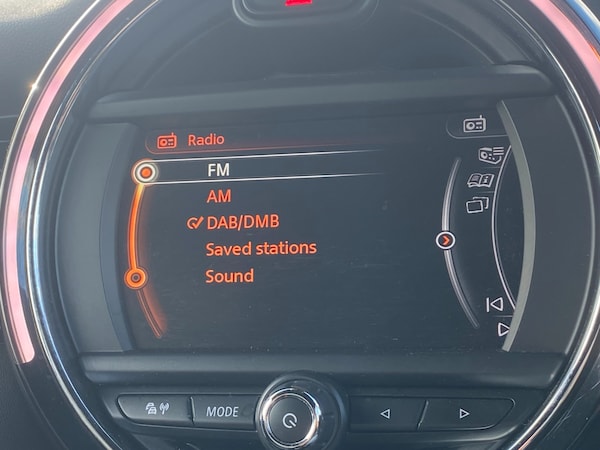 Radio
FM
AM
DAB/DMB
Saved stations
Sound
MODE